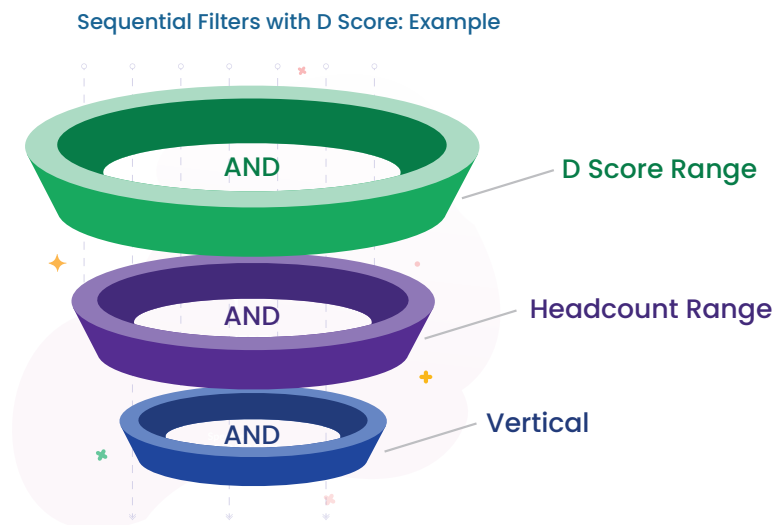 Sequential Filters with D Score: Example
AND
D Score Range
AND
Headcount Range
AND
Vertical